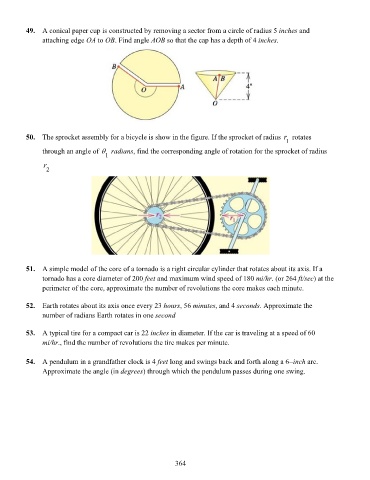 49. A conical paper cup is constructed by removing a sector from a circle of radius 5 inches and
attaching edge OA to OB. Find angle AOB so that the cap has a depth of 4 inches.
B
O
A
A B
4"
O
50. The sprocket assembly for a bicycle is show in the figure. If the sprocket of radius r1 rotates
through an angle of θ1 radians, find the corresponding angle of rotation for the sprocket of radius
r2
r2
r1
51. A simple model of the core of a tornado is a right circular cylinder that rotates about its axis. If a
tornado has a core diameter of 200 feet and maximum wind speed of 180 mi/hr. (or 264 ft/sec) at the
perimeter of the core, approximate the number of revolutions the core makes each minute.
52. Earth rotates about its axis once every 23 hours, 56 minutes, and 4 seconds. Approximate the
number of radians Earth rotates in one second
53. A typical tire for a compact car is 22 inches in diameter. If the car is traveling at a speed of 60
mi/hr., find the number of revolutions the tire makes per minute.
54. A pendulum in a grandfather clock is 4 feet long and swings back and forth along a 6–inch arc.
Approximate the angle (in degrees) through which the pendulum passes during one swing.
364